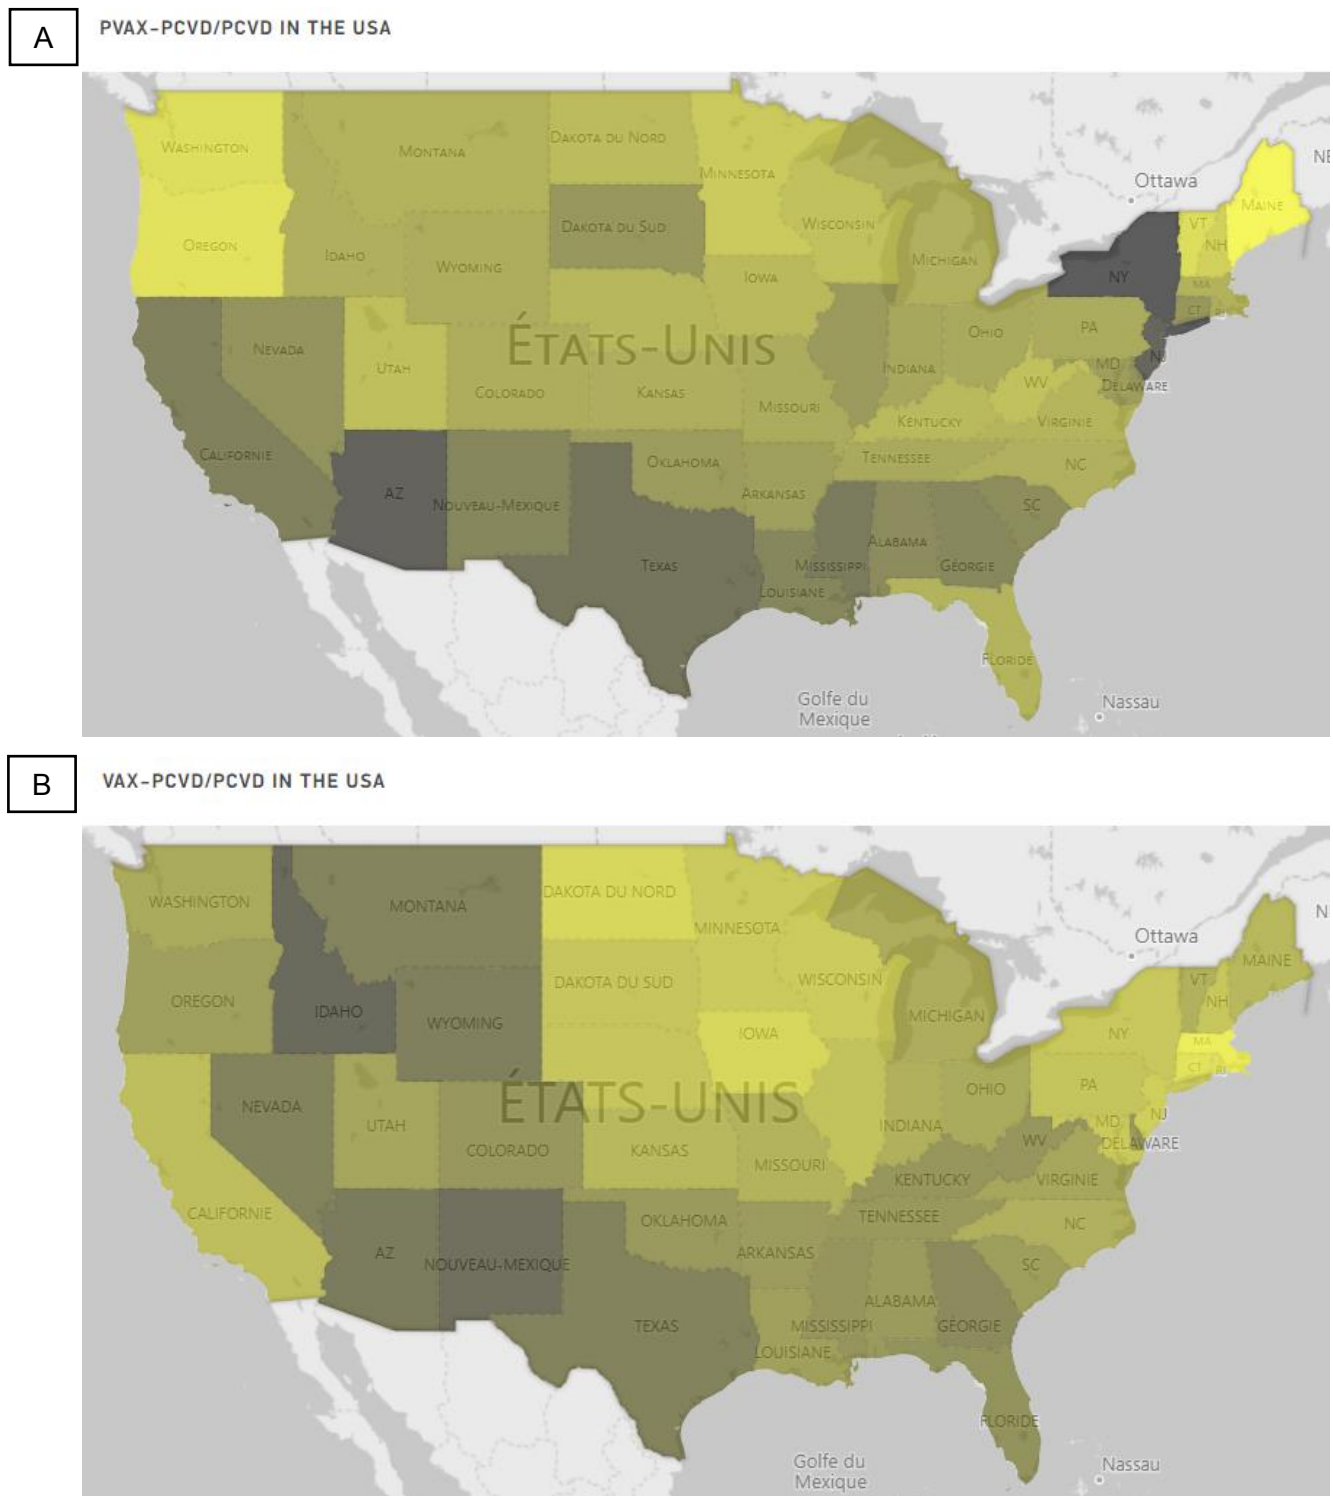 A
PVAX-PCVD/PCVD IN THE USA
WASHINGTON
MONTANA
DAKOTA DU NORD
MINNESOTA
Ottawa
NE
OREGON
IDAHO
WYOMING
DAKOTA DU SUD
WISCONSIN
MICHIGAN
IOWA
NY
VT
NH
MAINE
MA
CT
RI
NEVADA
UTAH
COLORADO
ÉTATS-UNIS
KANSAS
MISSOURI
INDIANA
OHIO
PA
NJ
MD
DELAWARE
WV
VIRGINIE
KENTUCKY
CALIFORNIE
AZ
NOUVEAU-MEXIQUE
OKLAHOMA
ARKANSAS
TENNESSEE
NC
SC
TEXAS
LOUISIANE
MISSISSIPPI
ALABAMA
GÉORGIE
FLORIDE
Golfe du
Mexique
Nassau
B
VAX-PCVD/PCVD IN THE USA
WASHINGTON
MONTANA
DAKOTA DU NORD
MINNESOTA
Ottawa
N
OREGON
IDAHO
WYOMING
DAKOTA DU SUD
WISCONSIN
MICHIGAN
IOWA
NY
VT
NH
MAINE
MA
CT
RI
NEVADA
UTAH
COLORADO
ÉTATS-UNIS
KANSAS
MISSOURI
INDIANA
OHIO
PA
NJ
MD
DELAWARE
WV
VIRGINIE
KENTUCKY
CALIFORNIE
AZ
NOUVEAU-MEXIQUE
OKLAHOMA
ARKANSAS
TENNESSEE
NC
SC
TEXAS
LOUISIANE
MISSISSIPPI
ALABAMA
GÉORGIE
FLORIDE
Golfe du
Mexique
Nassau